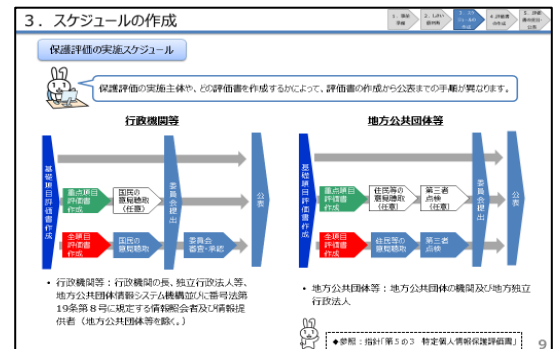 3．スケジュールの作成
保護評価の実施スケジュール
保護評価の実施主体や、どの評価書を作成するかによって、評価書の作成から公表までの手順が異なります。
行政機関等
基礎項目評価書作成
重点項目
評価書
作成
国民の
意見聴取
(任意)
委員会提出
公表
全項目
評価書
作成
国民の
意見聴取
委員会
審査・承認
• 行政機関等：行政機関の長、独立行政法人等、
地方公共団体情報システム機構並びに番号法第
19条第８号に規定する情報照会者及び情報提
供者（地方公共団体等を除く。）
地方公共団体等
基礎項目評価書作成
重点項目
評価書
作成
住民等の
意見聴取
(任意)
第三者
点検
(任意)
委員会提出
公表
全項目
評価書
作成
住民等の
意見聴取
第三者
点検
• 地方公共団体等：地方公共団体の機関及び地方独立
行政法人
◆参照：指針「第５の３ 特定個人情報保護評価書」
9